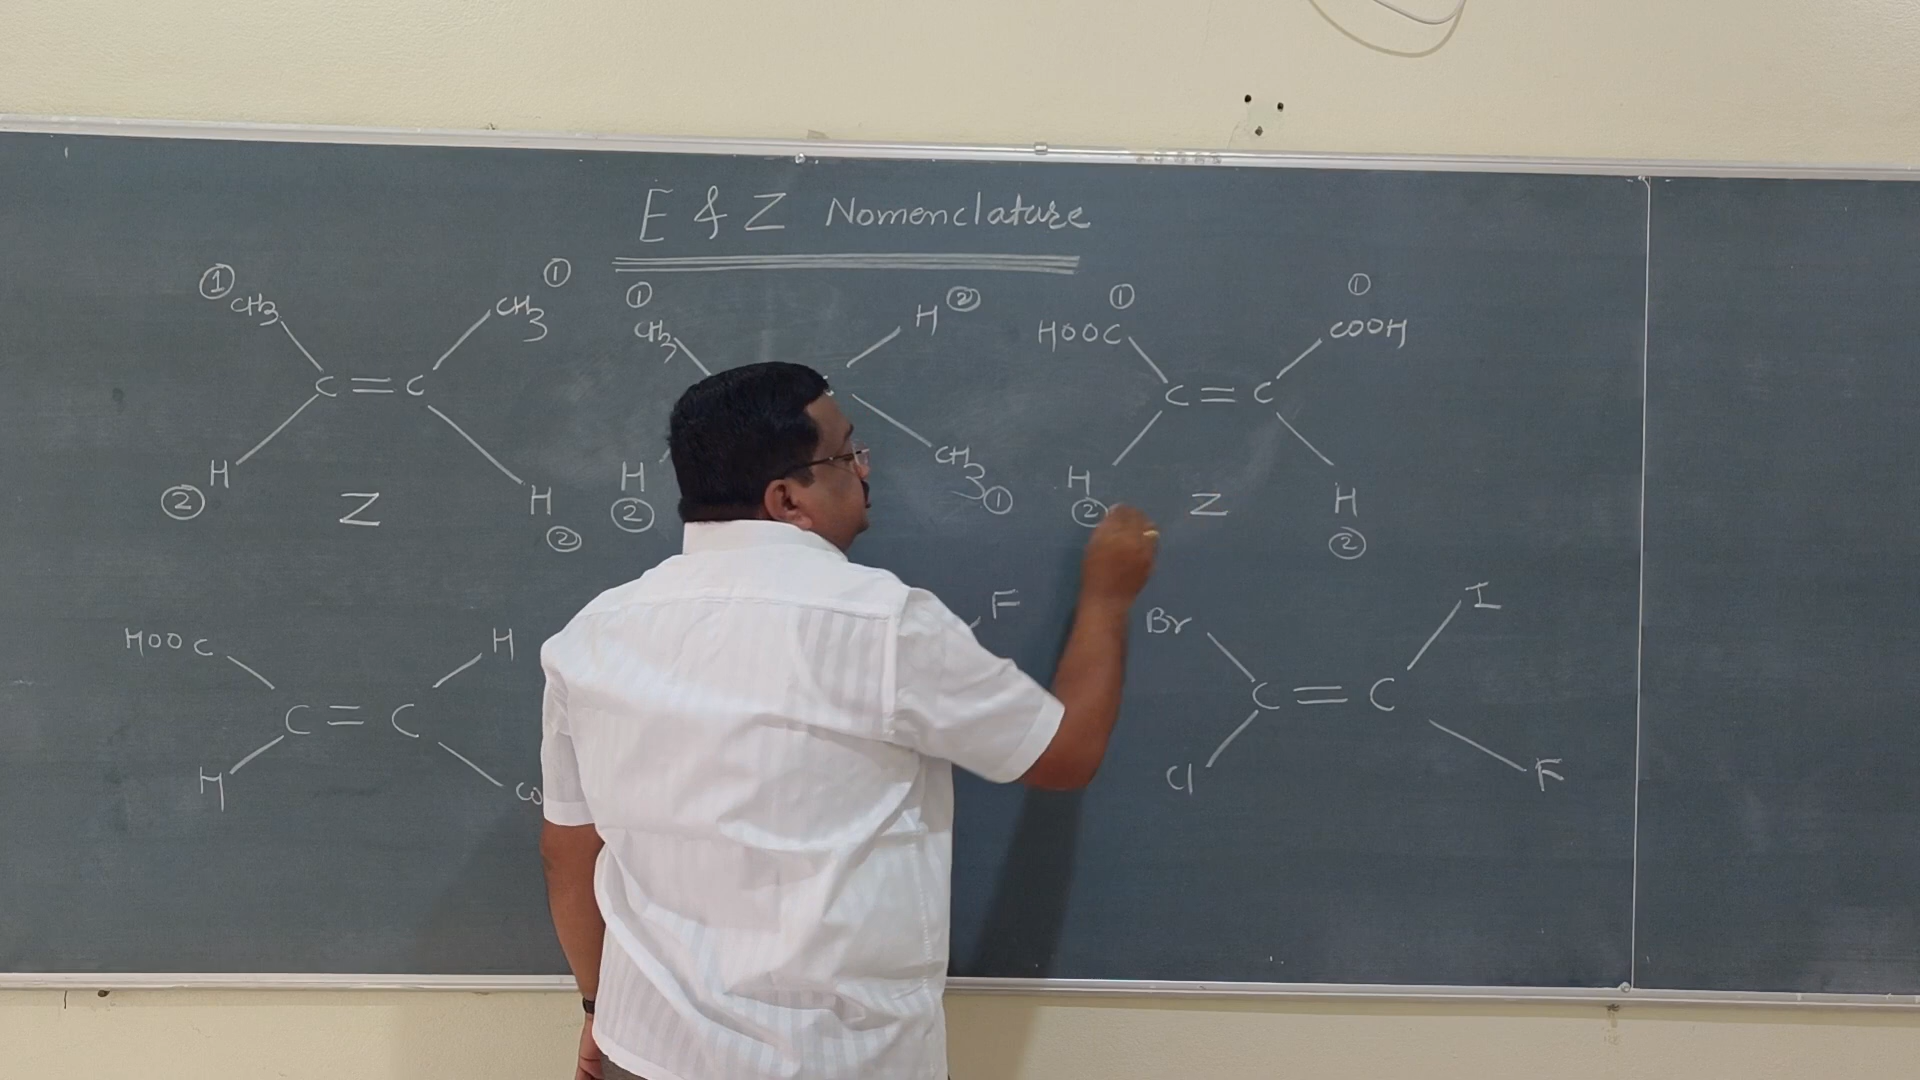 E & Z Nomenclature
① CH3 CH3 ①
C = C
② H H ②
Z
① CH3 H ②
② H CH3 ①
① HOOC COOH ①
C = C
② H H ②
Z
HOOC H
C = C
H
F
Br I
C = C
Cl F